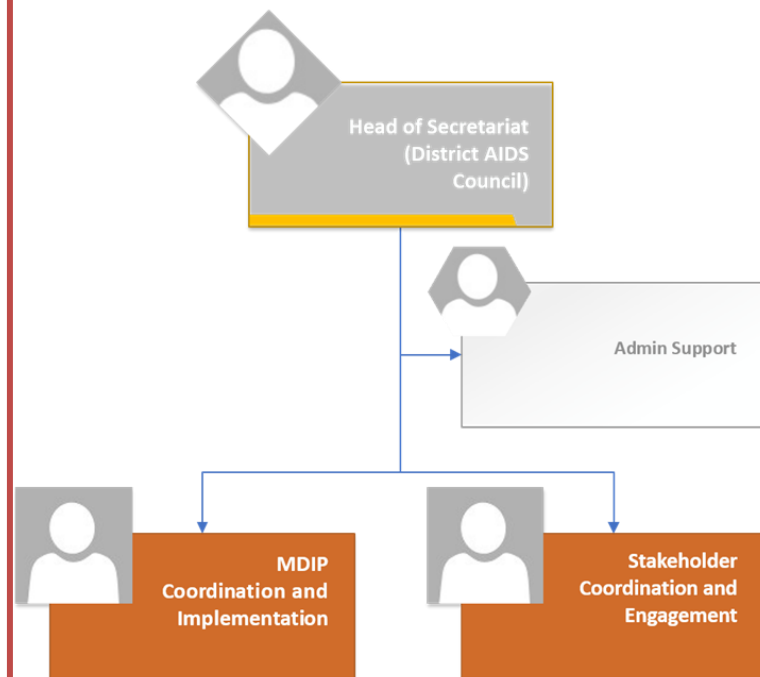 Head of Secretariat
(District AIDS
Council)
Admin Support
MDIP
Coordination and
Implementation
Stakeholder
Coordination and
Engagement